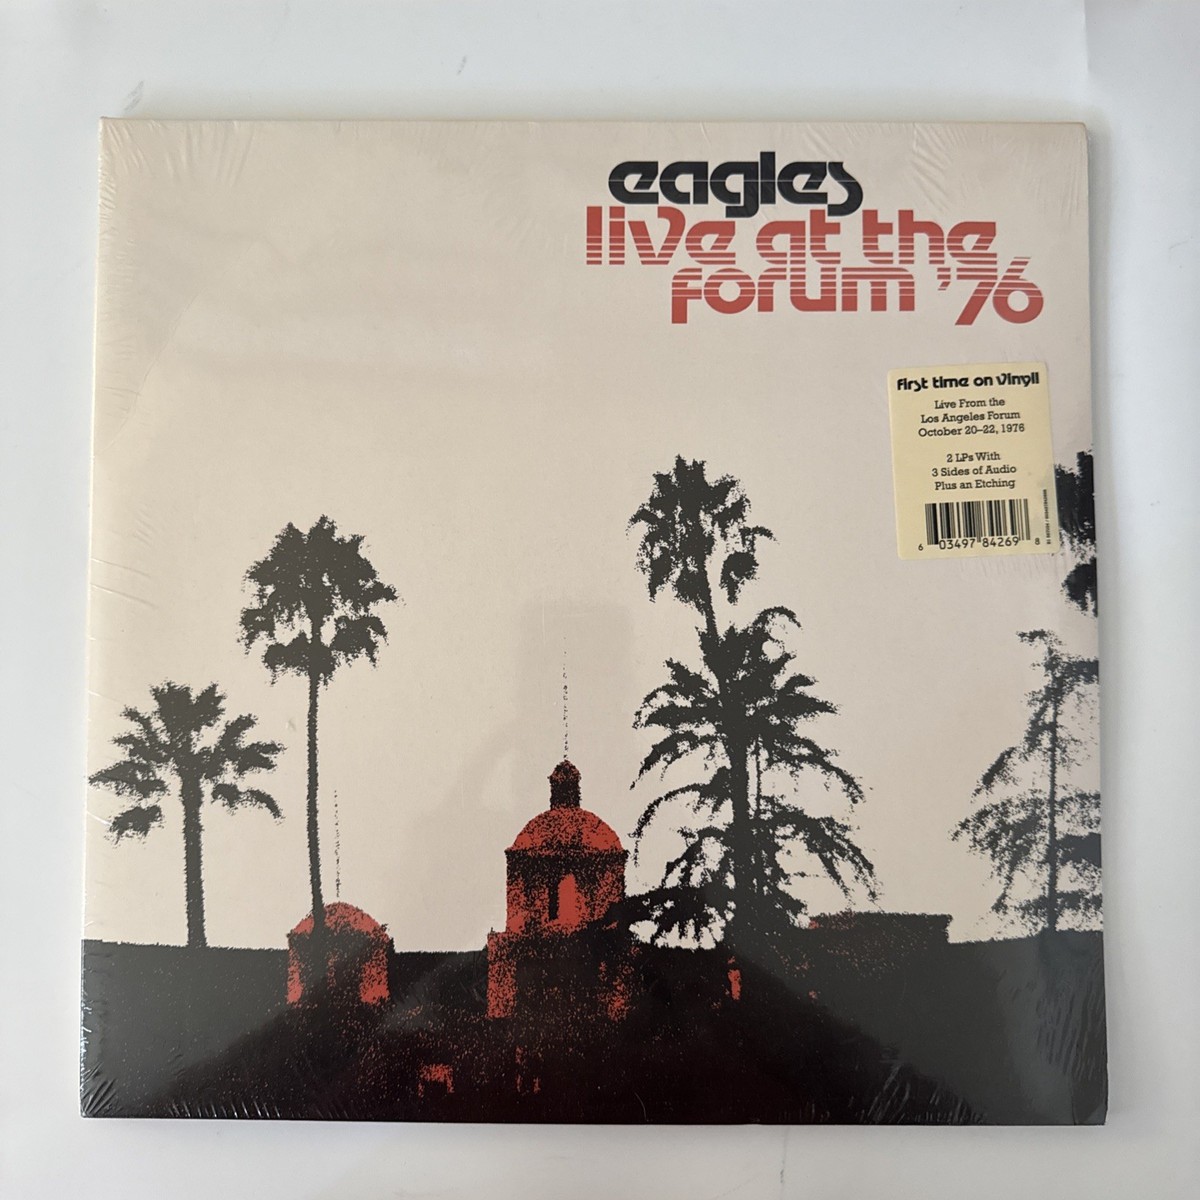 eagles
live at the
forum '76
first time on vinyl!
Live From the
Los Angeles Forum
October 20–22, 1976
2 LPs With
3 Sides of Audio
Plus an Etching
6 03497 84269 8